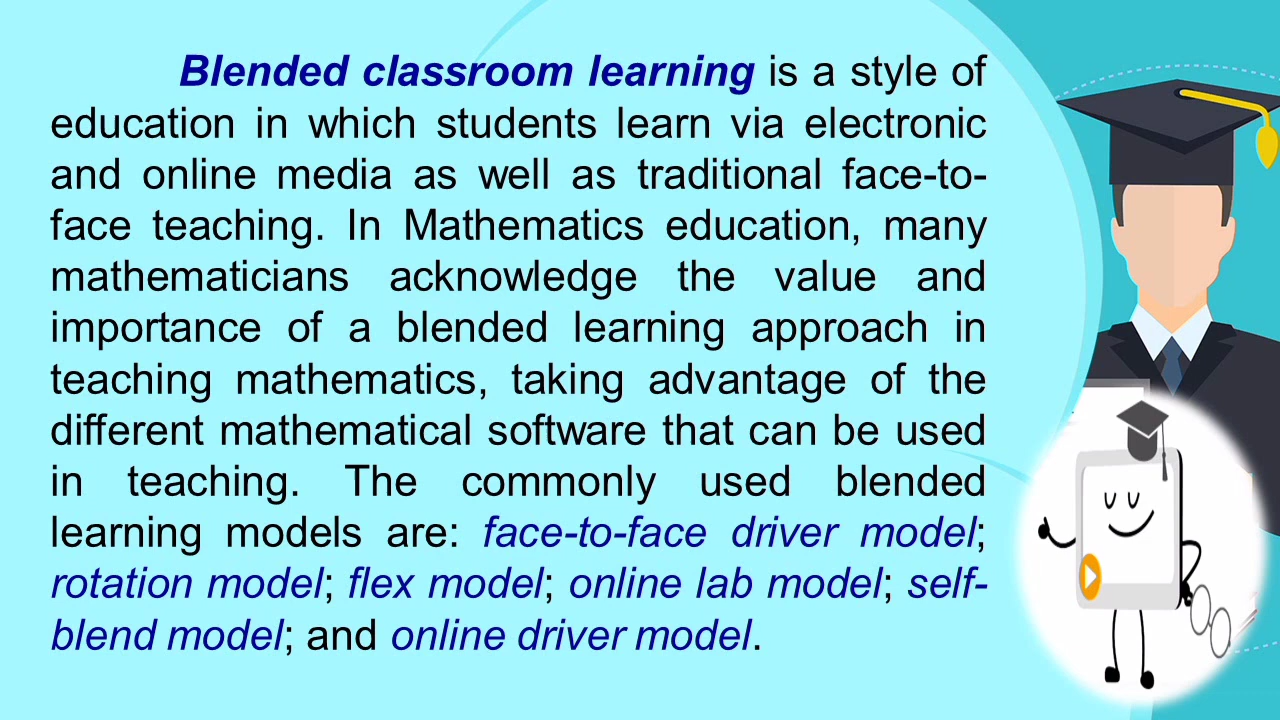 Blended classroom learning is a style of
education in which students learn via electronic
and online media as well as traditional face-to-
face teaching. In Mathematics education, many
mathematicians acknowledge the value and
importance of a blended learning approach in
teaching mathematics, taking advantage of the
different mathematical software that can be used
in teaching. The commonly used blended
learning models are: face-to-face driver model;
rotation model; flex model; online lab model; self-
blend model; and online driver model.